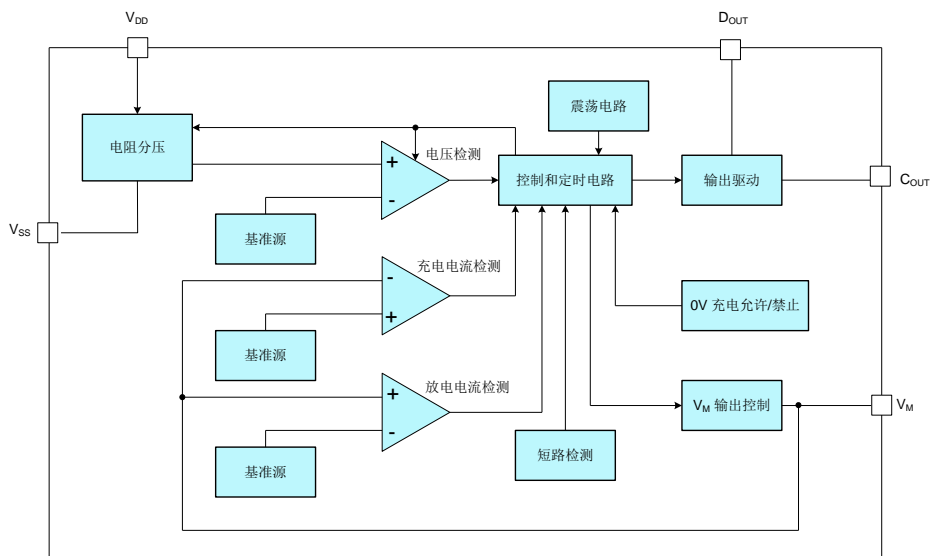 VDD
DOUT
震荡电路
电阻分压
电压检测
+
-
控制和定时电路
输出驱动
COUT
VSS
基准源
充电电流检测
-
+
0V 充电允许/禁止
基准源
放电电流检测
+
-
VM 输出控制
VM
短路检测
基准源